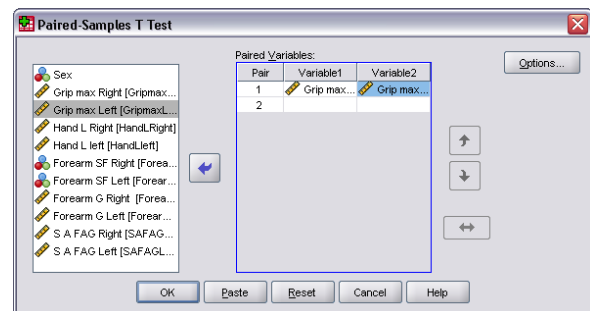 Paired-Samples T Test
Paired Variables:
Options...
Sex
Grip max Right [Gripmax...
Grip max Left [GripmaxL...
Hand L Right [HandLRight]
Hand L left [HandLleft]
Forearm SF Right [Forea...
Forearm SF Left [Forear...
Forearm G Right [Forea...
Forearm G Left [Forear...
S A FAG Right [SAFAG...
S A FAG Left [SAFAGL...
Pair Variable1 Variable2
1 Grip max... Grip max...
2
OK Paste Reset Cancel Help